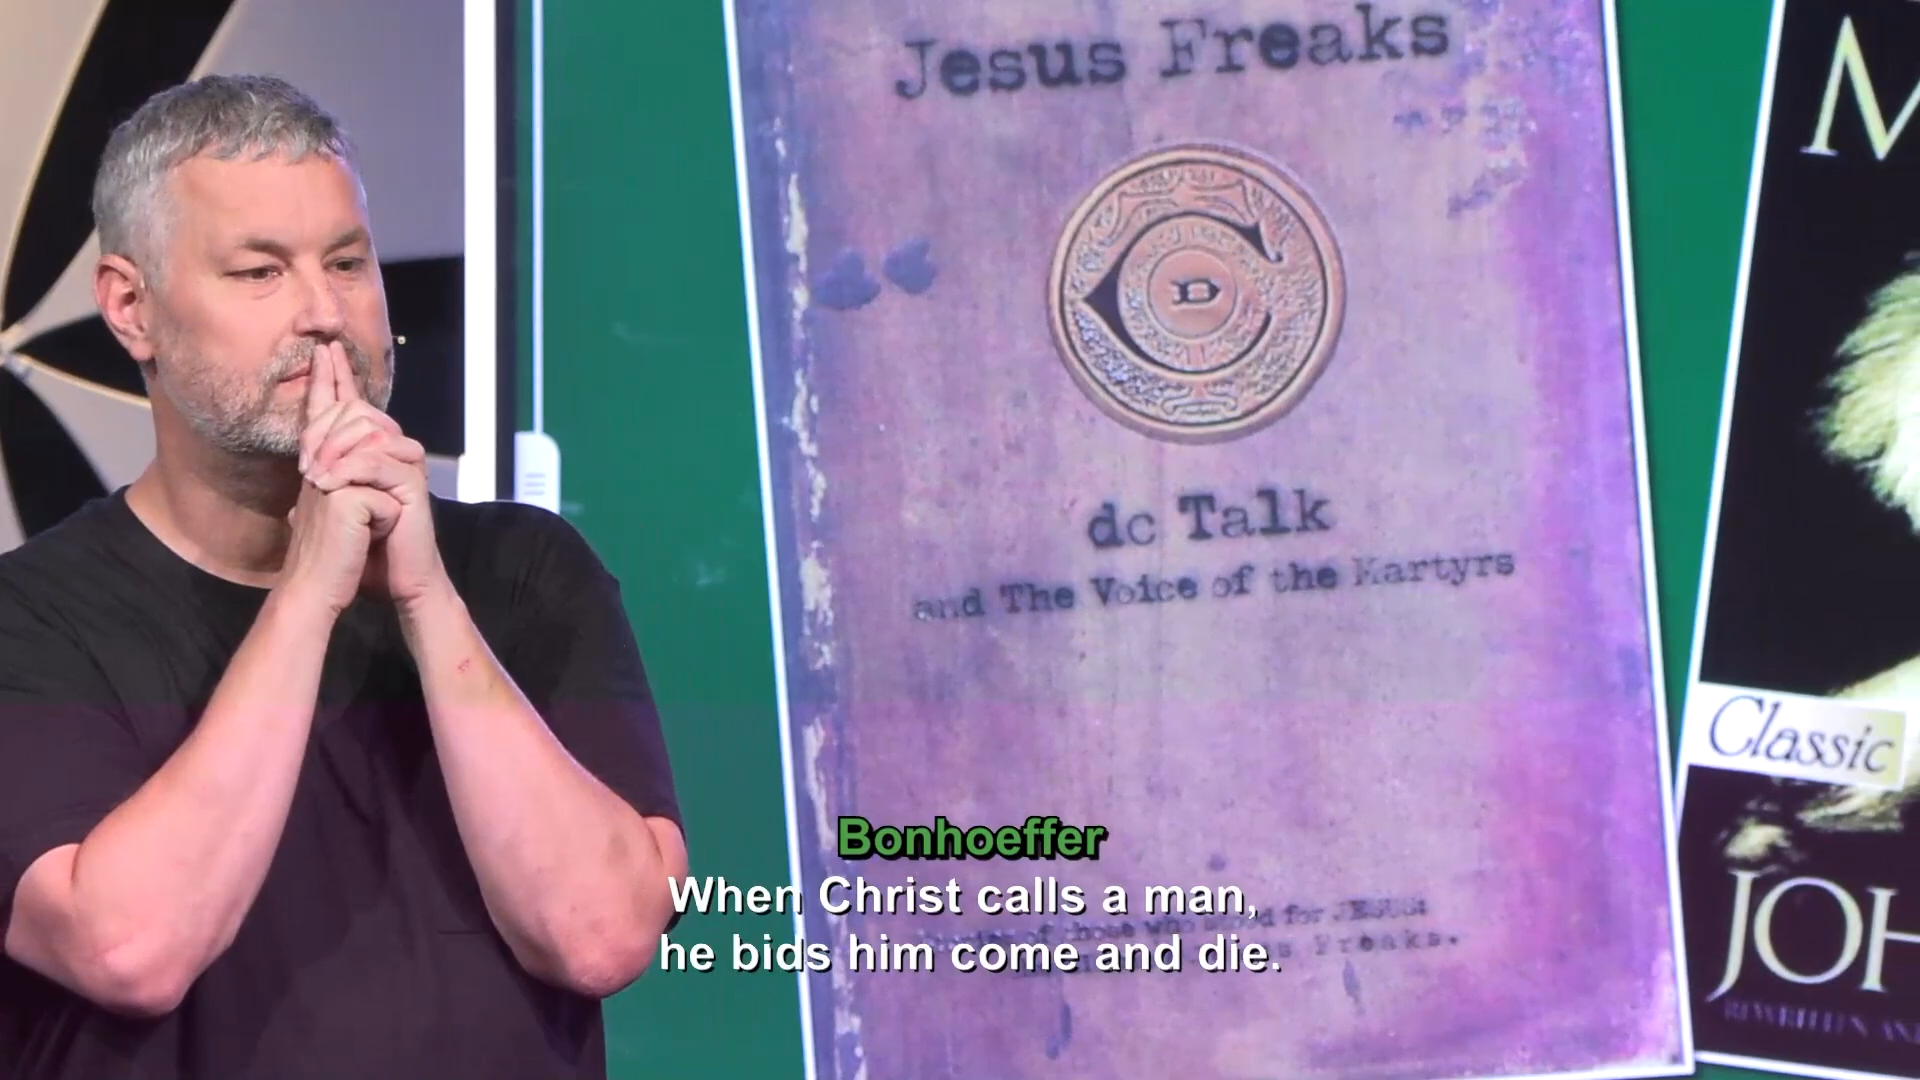 Jesus Freaks
C
D
dc Talk
and The Voice of the Martyrs
M
Classic
JOH
Bonhoeffer
When Christ calls a man,
he bids him come and die.